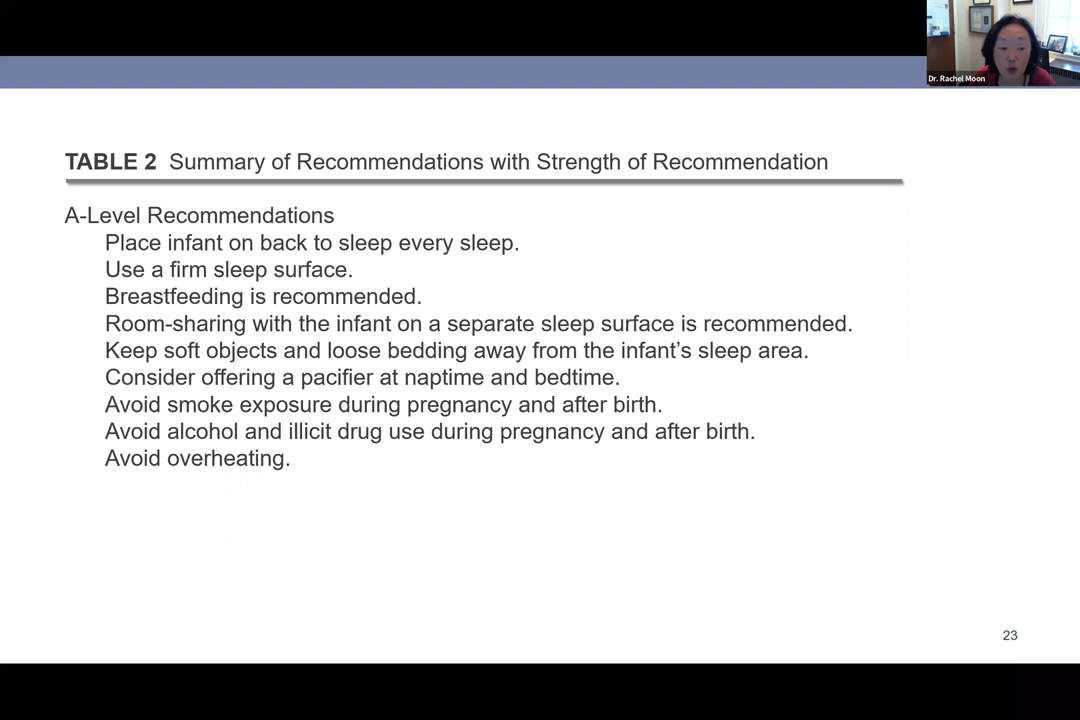 Dr. Rachel Moon
TABLE 2 Summary of Recommendations with Strength of Recommendation
A-Level Recommendations
Place infant on back to sleep every sleep.
Use a firm sleep surface.
Breastfeeding is recommended.
Room-sharing with the infant on a separate sleep surface is recommended.
Keep soft objects and loose bedding away from the infant’s sleep area.
Consider offering a pacifier at naptime and bedtime.
Avoid smoke exposure during pregnancy and after birth.
Avoid alcohol and illicit drug use during pregnancy and after birth.
Avoid overheating.
23